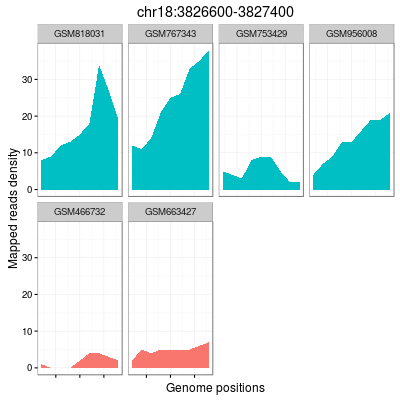 chr18:3826600-3827400
GSM818031 GSM767343 GSM753429 GSM956008
30
20
10
0
Mapped reads density
GSM466732 GSM663427
30
20
10
0
Genome positions